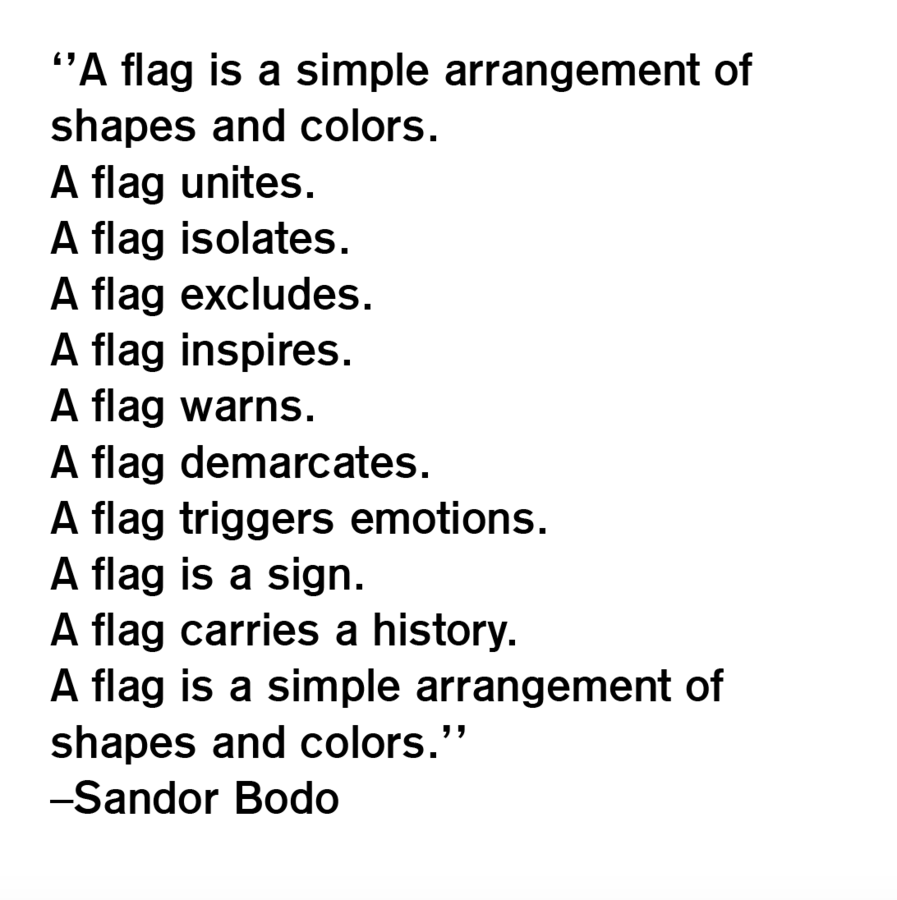 ‘’A flag is a simple arrangement of
shapes and colors.
A flag unites.
A flag isolates.
A flag excludes.
A flag inspires.
A flag warns.
A flag demarcates.
A flag triggers emotions.
A flag is a sign.
A flag carries a history.
A flag is a simple arrangement of
shapes and colors.’’
–Sandor Bodo